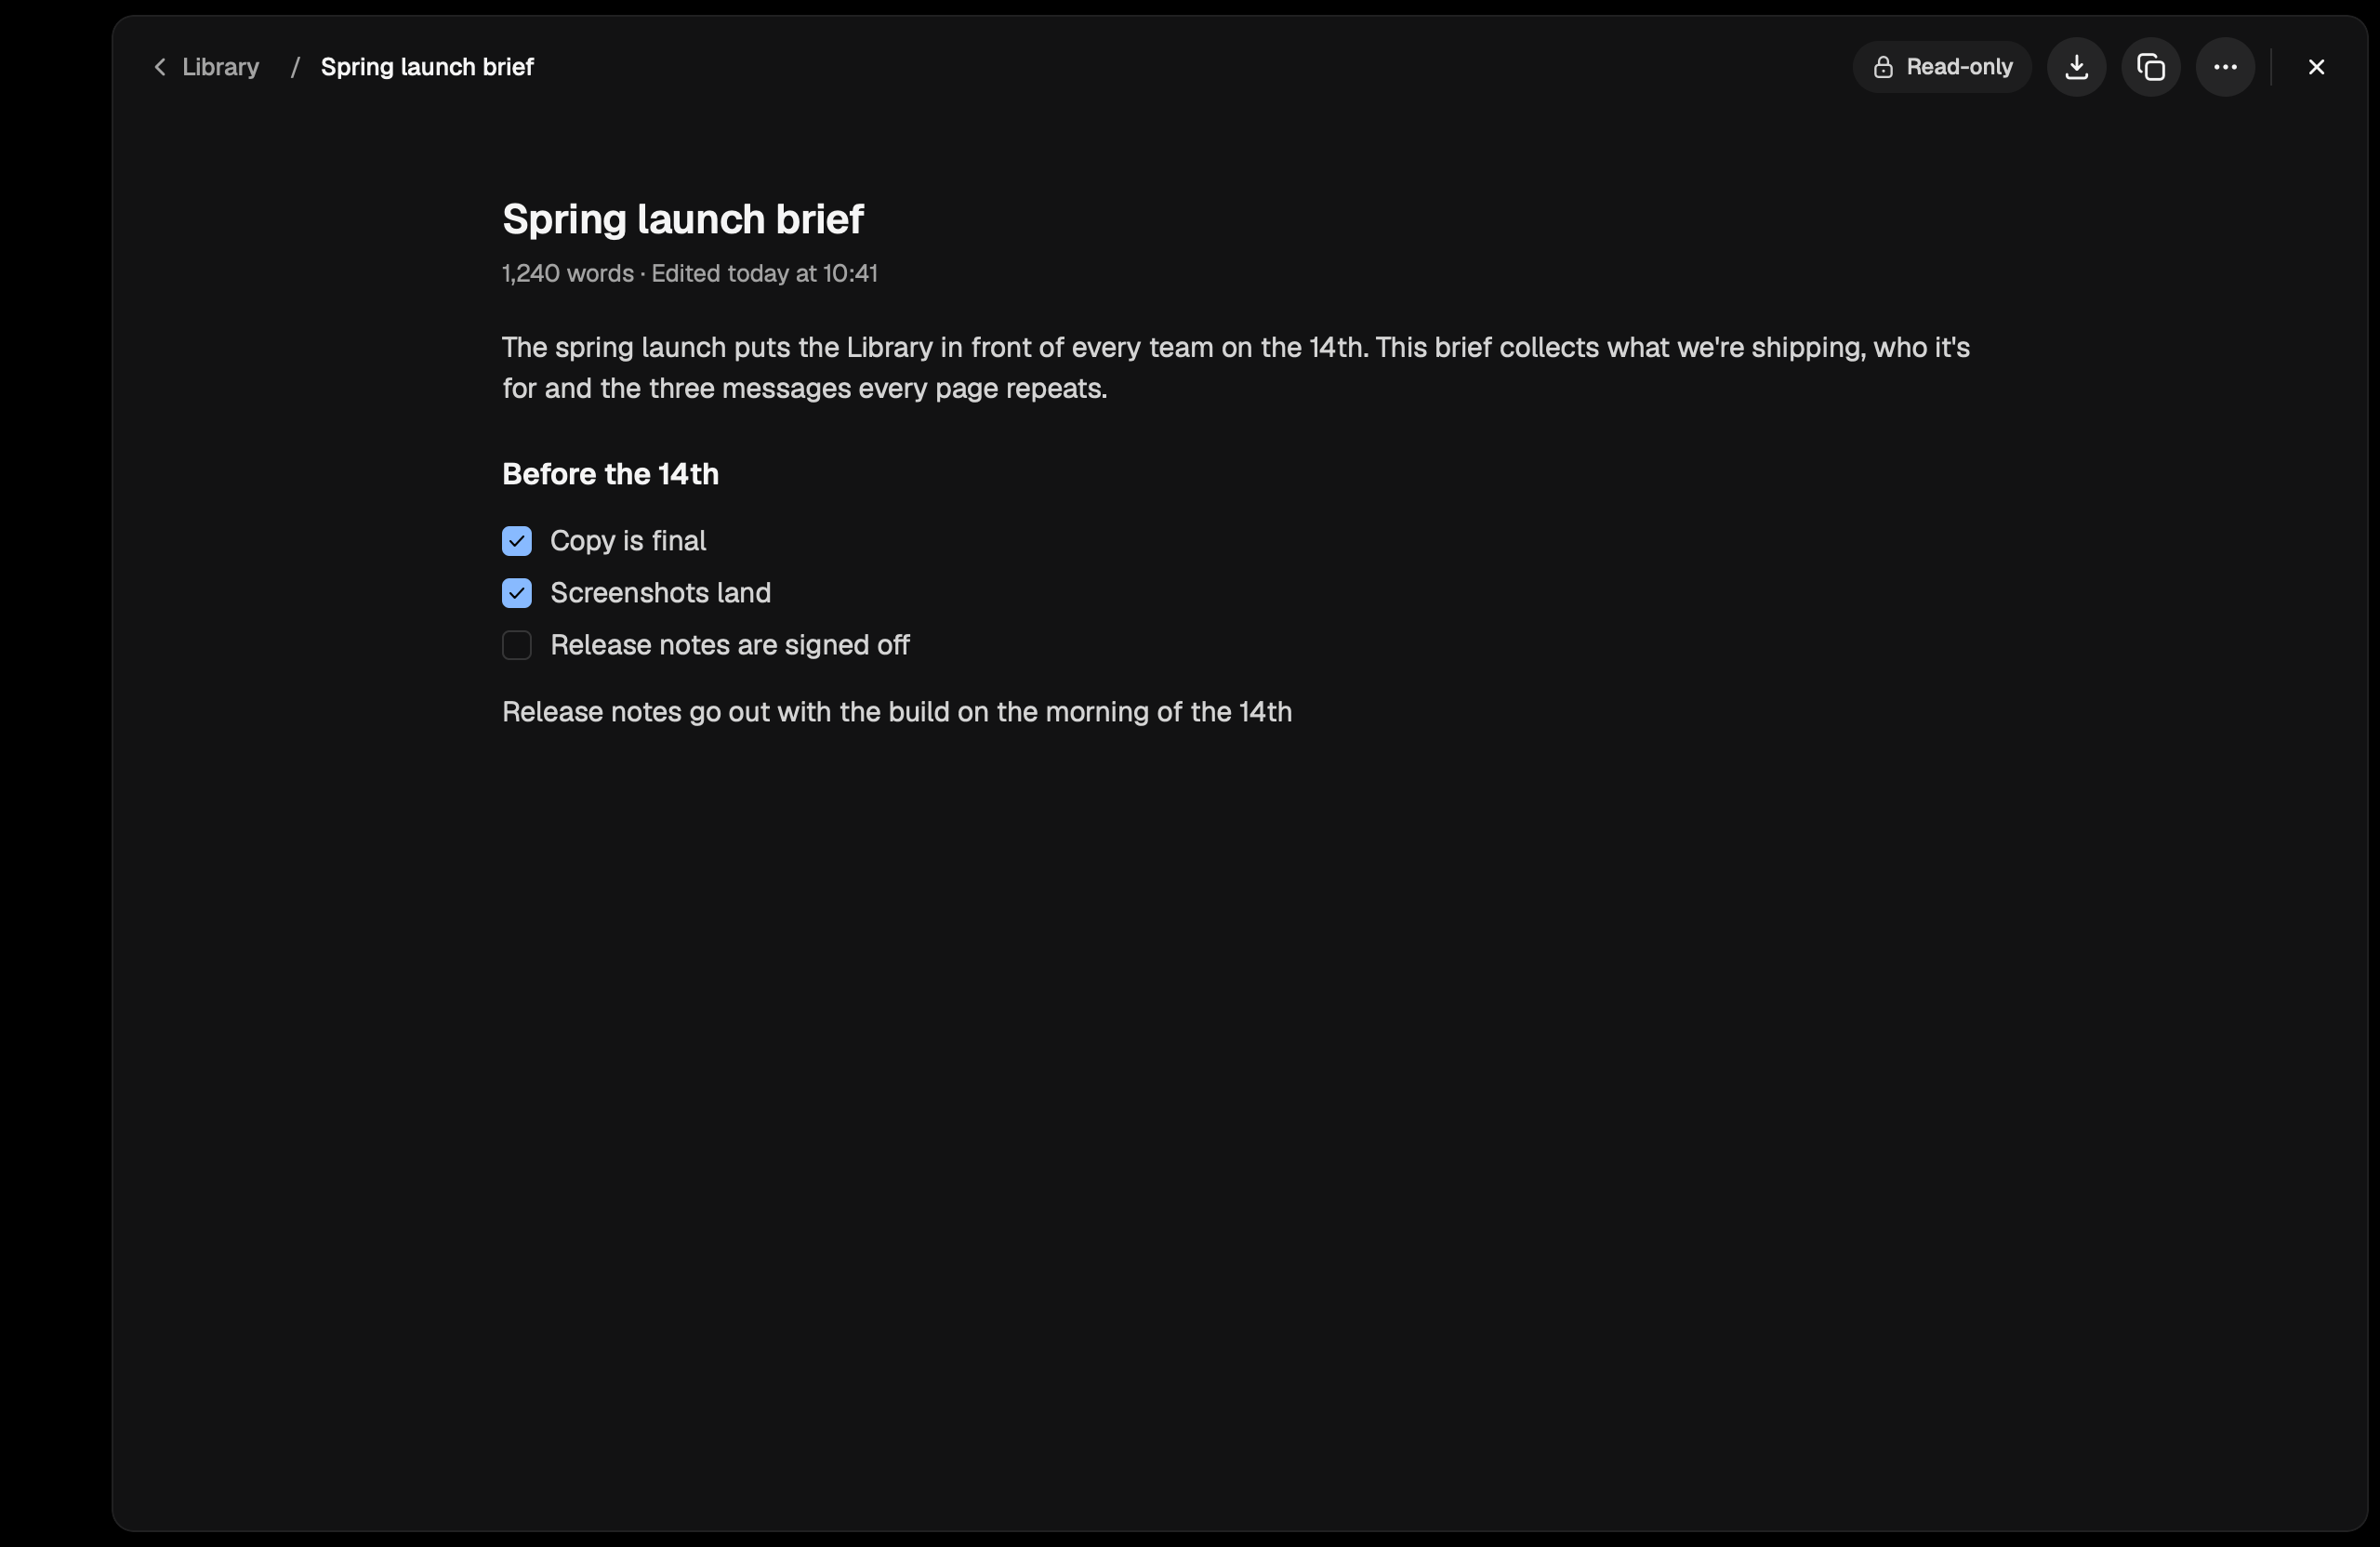 Library / Spring launch brief
Read-only
Spring launch brief
1,240 words · Edited today at 10:41
The spring launch puts the Library in front of every team on the 14th. This brief collects what we're shipping, who it's
for and the three messages every page repeats.
Before the 14th
Copy is final
Screenshots land
Release notes are signed off
Release notes go out with the build on the morning of the 14th